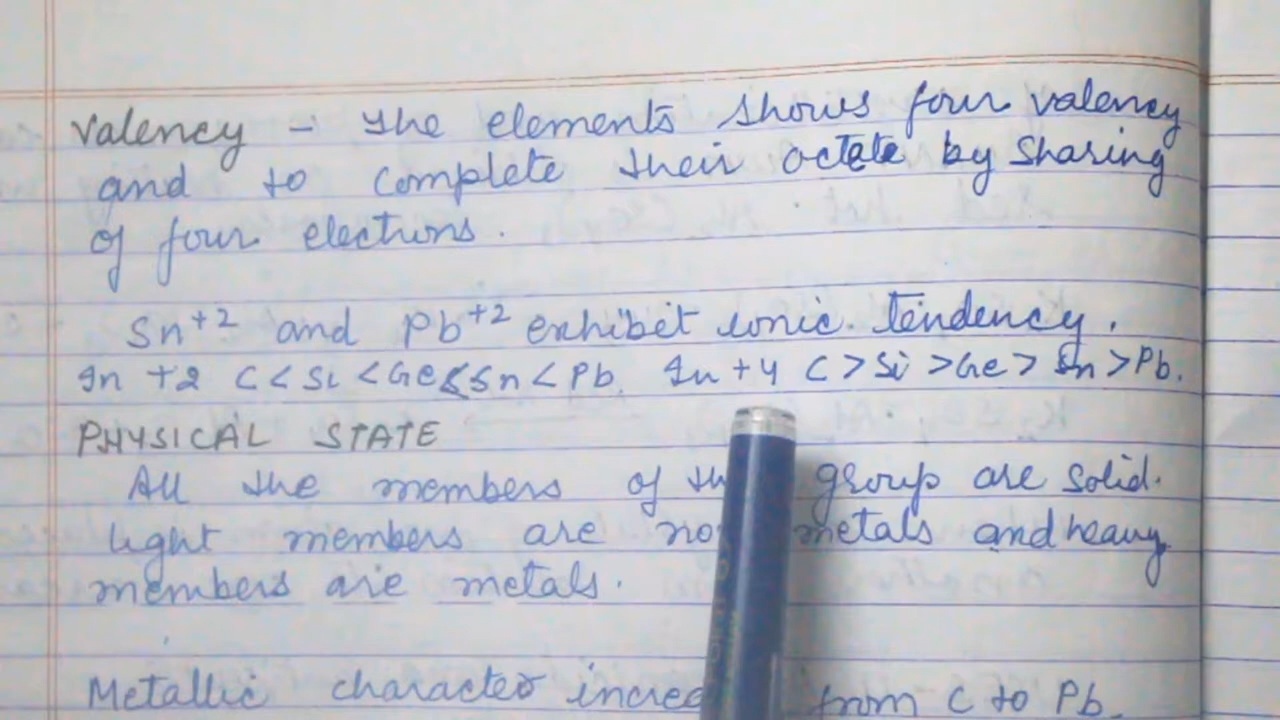 Valency - The elements shows four valency
and to complete their octate by sharing
of four electrons.
Sn+2 and Pb+2 exhibit ionic tendency.
In +2 C < Si < Ge < Sn < Pb. In +4 C > Si > Ge > Sn > Pb.
PHYSICAL STATE
All the members of th group are solid.
light members are no metals and heavy
members are metals.
Metallic character increa from C to Pb.